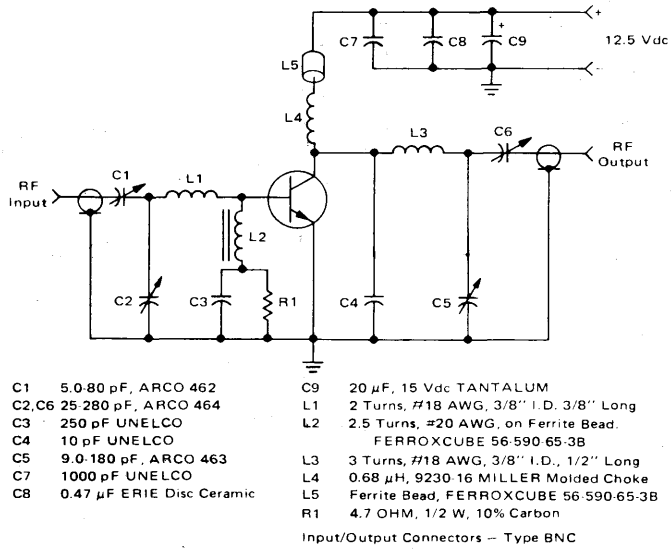 +
C7
C8
+
C9
12.5 Vdc
-
L5
L4
L3
C6
RF
Output
C1
L1
RF
Input
L2
C2
C3
R1
C4
C5
C1 5.0-80 pF, ARCO 462
C2,C6 25-280 pF, ARCO 464
C3 250 pF UNELCO
C4 10 pF UNELCO
C5 9.0-180 pF, ARCO 463
C7 1000 pF UNELCO
C8 0.47 µF ERIE Disc Ceramic
C9 20 µF, 15 Vdc TANTALUM
L1 2 Turns, #18 AWG, 3/8" I.D. 3/8" Long
L2 2.5 Turns, #20 AWG, on Ferrite Bead.
FERROXCUBE 56-590-65-3B
L3 3 Turns, #18 AWG, 3/8" I.D., 1/2" Long
L4 0.68 µH, 9230-16 MILLER Molded Choke
L5 Ferrite Bead, FERROXCUBE 56-590-65-3B
R1 4.7 OHM, 1/2 W, 10% Carbon
Input/Output Connectors — Type BNC